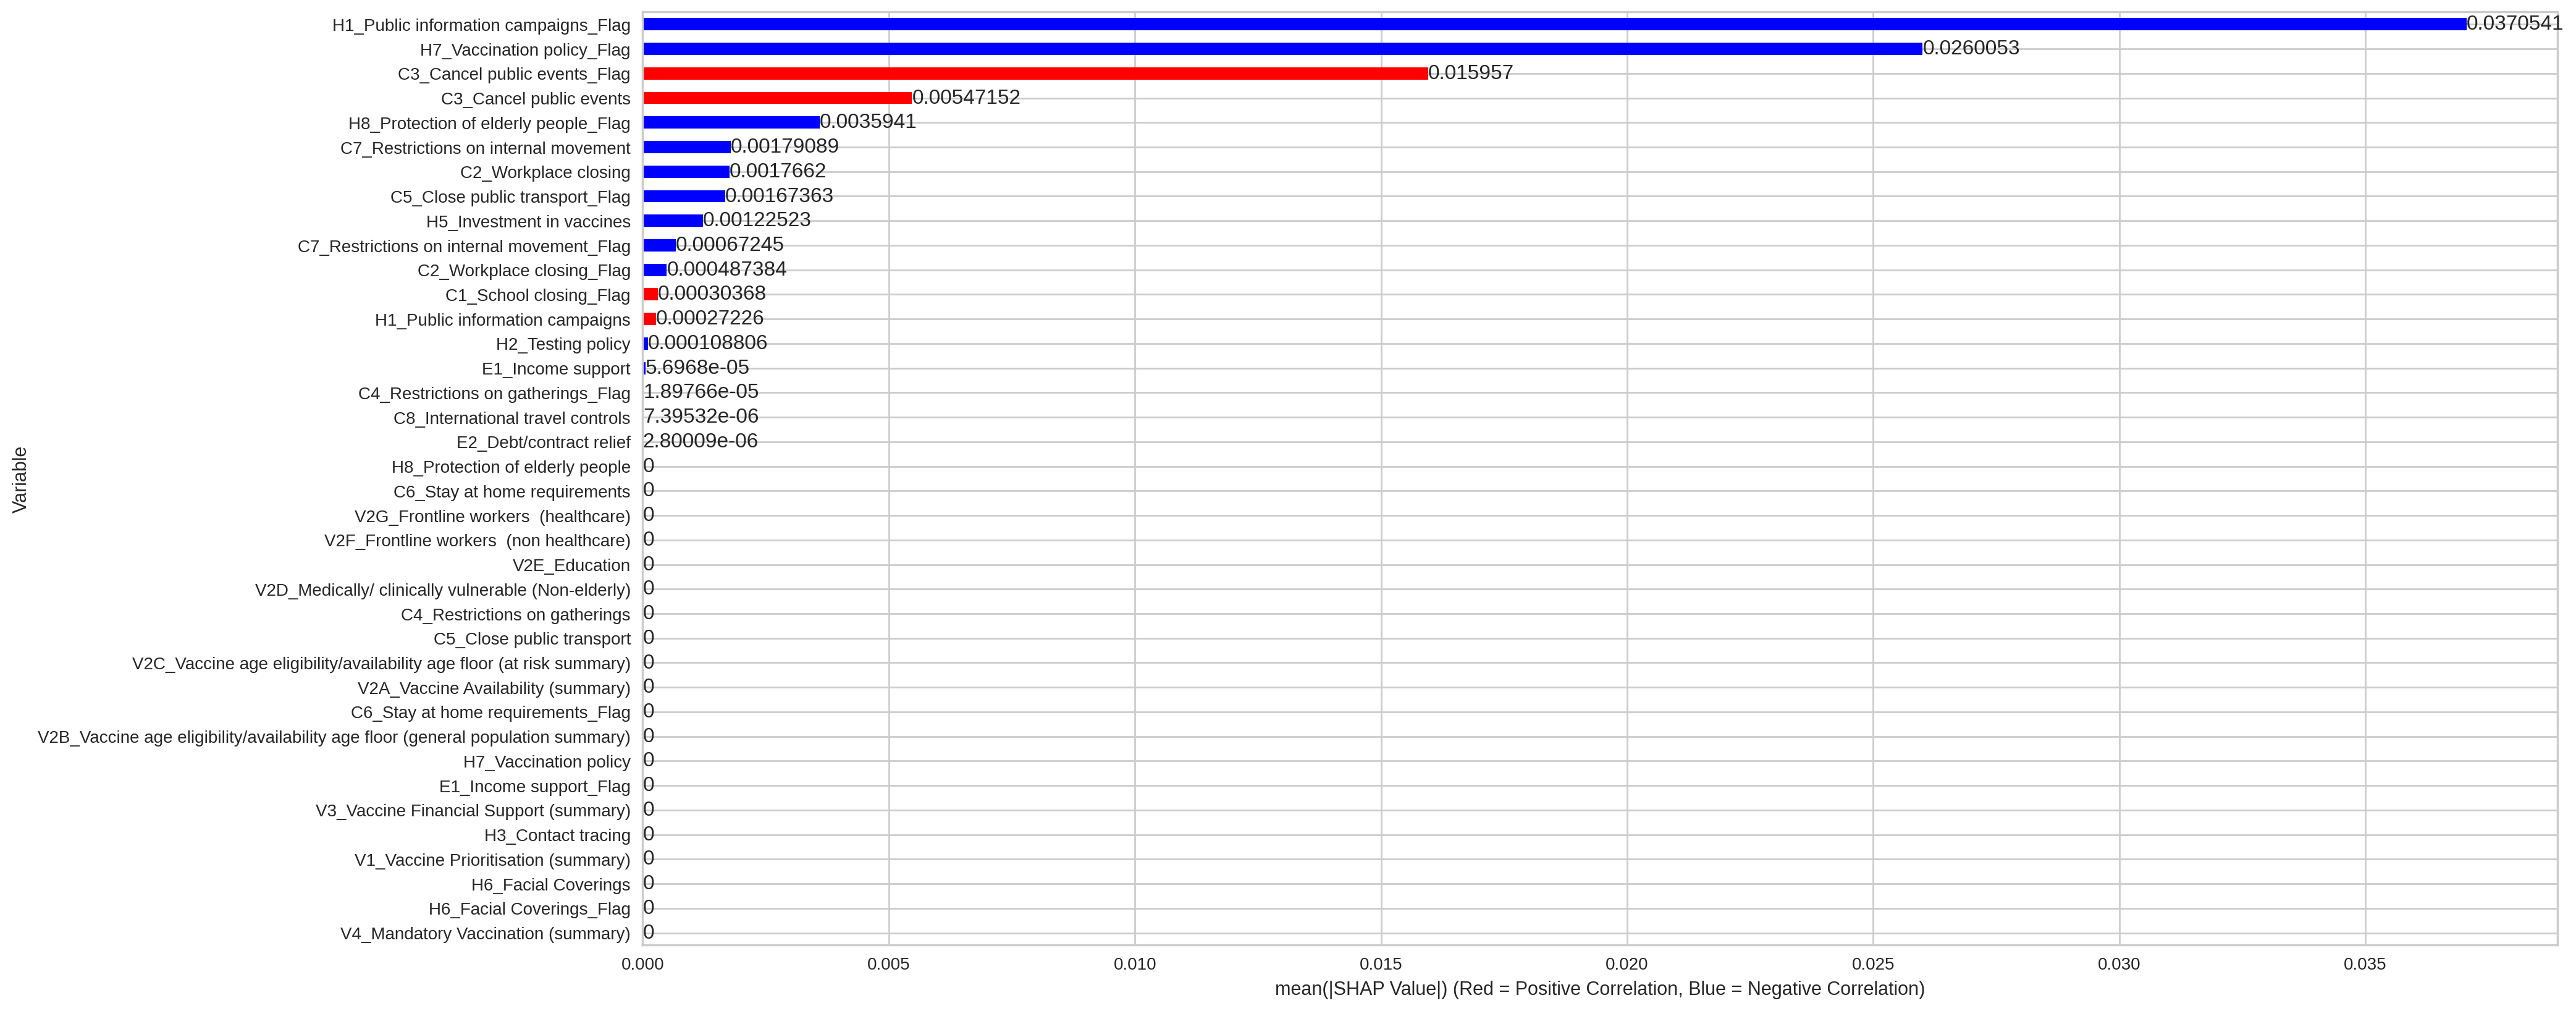 H1_Public information campaigns_Flag 0.0370541
H7_Vaccination policy_Flag 0.0260053
C3_Cancel public events_Flag 0.015957
C3_Cancel public events 0.00547152
H8_Protection of elderly people_Flag 0.0035941
C7_Restrictions on internal movement 0.00179089
C2_Workplace closing 0.0017662
C5_Close public transport_Flag 0.00167363
H5_Investment in vaccines 0.00122523
C7_Restrictions on internal movement_Flag 0.00067245
C2_Workplace closing_Flag 0.000487384
C1_School closing_Flag 0.00030368
H1_Public information campaigns 0.00027226
H2_Testing policy 0.000108806
E1_Income support 5.6968e-05
C4_Restrictions on gatherings_Flag 1.89766e-05
C8_International travel controls 7.39532e-06
E2_Debt/contract relief 2.80009e-06
H8_Protection of elderly people 0
C6_Stay at home requirements 0
V2G_Frontline workers  (healthcare) 0
V2F_Frontline workers  (non healthcare) 0
V2E_Education 0
V2D_Medically/ clinically vulnerable (Non-elderly) 0
C4_Restrictions on gatherings 0
C5_Close public transport 0
V2C_Vaccine age eligibility/availability age floor (at risk summary) 0
V2A_Vaccine Availability (summary) 0
C6_Stay at home requirements_Flag 0
V2B_Vaccine age eligibility/availability age floor (general population summary) 0
H7_Vaccination policy 0
E1_Income support_Flag 0
V3_Vaccine Financial Support (summary) 0
H3_Contact tracing 0
V1_Vaccine Prioritisation (summary) 0
H6_Facial Coverings 0
H6_Facial Coverings_Flag 0
V4_Mandatory Vaccination (summary) 0
Variable
0.000 0.005 0.010 0.015 0.020 0.025 0.030 0.035
mean(|SHAP Value|) (Red = Positive Correlation, Blue = Negative Correlation)